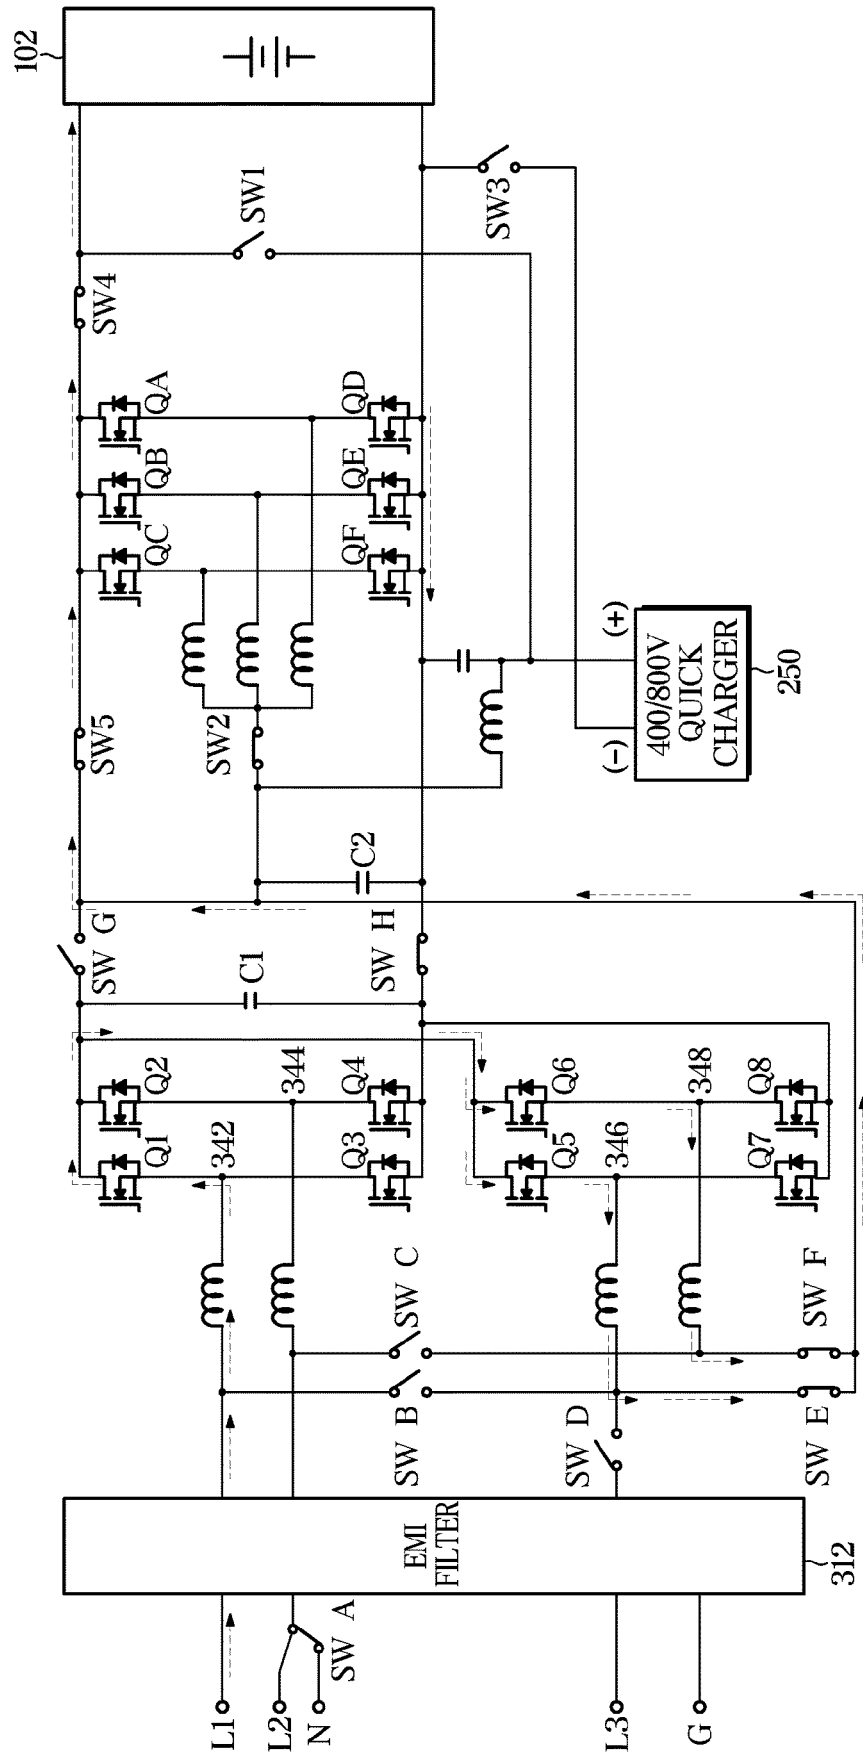 102
SW1
SW3
SW4
QA
QB
QC
QD
QE
QF
SW5
SW2
(+)
(-)
400/800V
QUICK
CHARGER
250
C2
SW G
SW H
C1
Q2
344
Q4
Q1
342
Q3
Q6
348
Q8
Q5
346
Q7
SW C
SW B
SW D
SW F
SW E
EMI
FILTER
312
SW A
L1
L2
N
L3
G